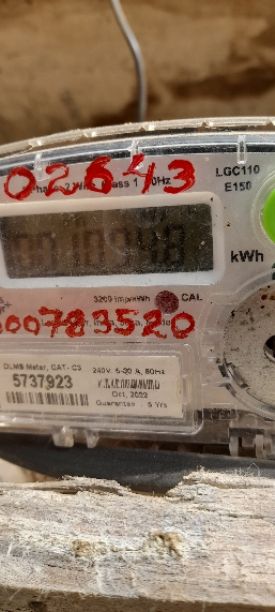 02643
LGC110
E150
kWh
3200 imp/kWh CAL
00783520
DLMS Meter, CAT- C3
5737923
240V, 5-30 A, 50Hz
Oct, 2022
Guarantee : 5 Yrs